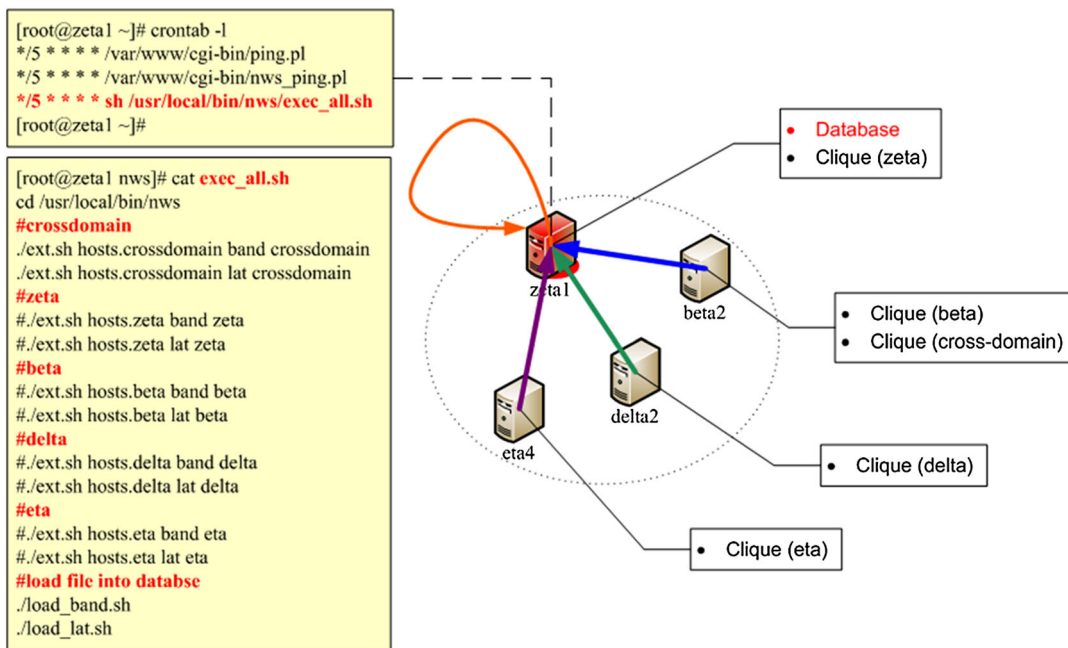 [root@zeta1 ~]# crontab -l
*/5 * * * * /var/www/cgi-bin/ping.pl
*/5 * * * * /var/www/cgi-bin/nws_ping.pl
*/5 * * * * sh /usr/local/bin/nws/exec_all.sh
[root@zeta1 ~]#
[root@zeta1 nws]# cat exec_all.sh
cd /usr/local/bin/nws
#crossdomain
./ext.sh hosts.crossdomain band crossdomain
./ext.sh hosts.crossdomain lat crossdomain
#zeta
#./ext.sh hosts.zeta band zeta
#./ext.sh hosts.zeta lat zeta
#beta
#./ext.sh hosts.beta band beta
#./ext.sh hosts.beta lat beta
#delta
#./ext.sh hosts.delta band delta
#./ext.sh hosts.delta lat delta
#eta
#./ext.sh hosts.eta band eta
#./ext.sh hosts.eta lat eta
#load file into databse
./load_band.sh
./load_lat.sh
• Database
• Clique (zeta)
zeta1
beta2
• Clique (beta)
• Clique (cross-domain)
delta2
eta4
• Clique (delta)
• Clique (eta)